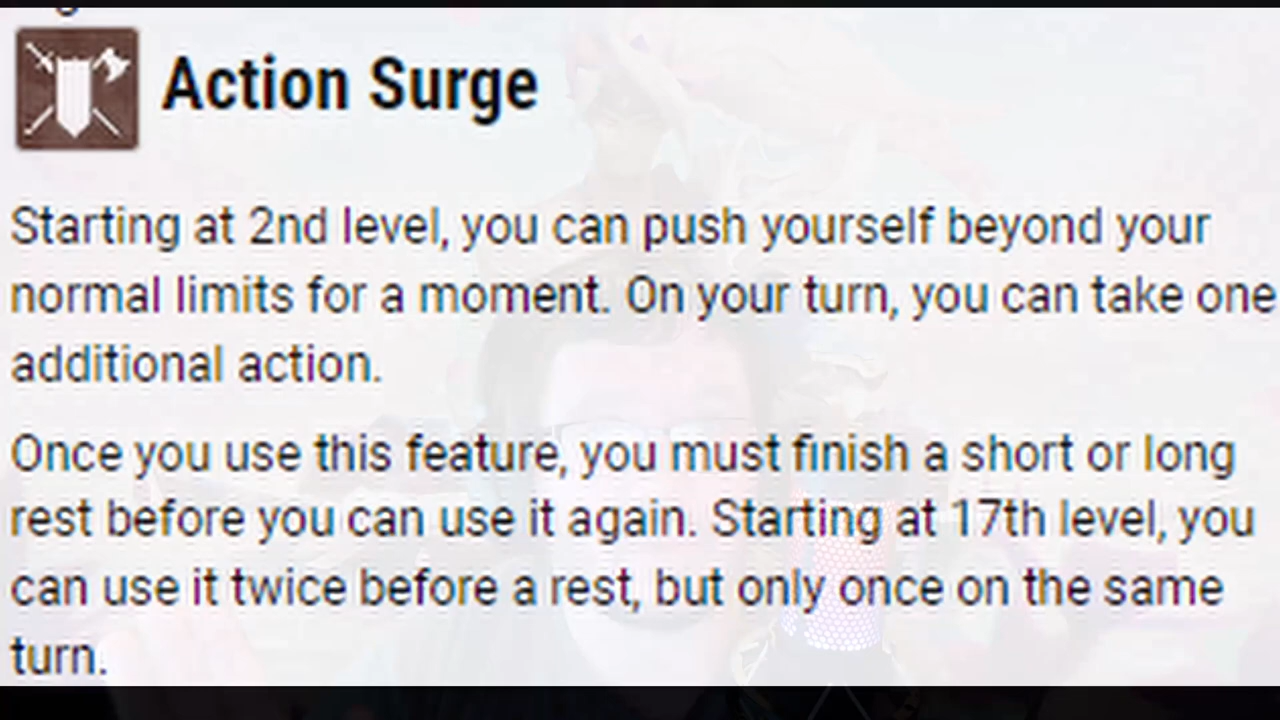 Action Surge
Starting at 2nd level, you can push yourself beyond your
normal limits for a moment. On your turn, you can take one
additional action.
Once you use this feature, you must finish a short or long
rest before you can use it again. Starting at 17th level, you
can use it twice before a rest, but only once on the same
turn.